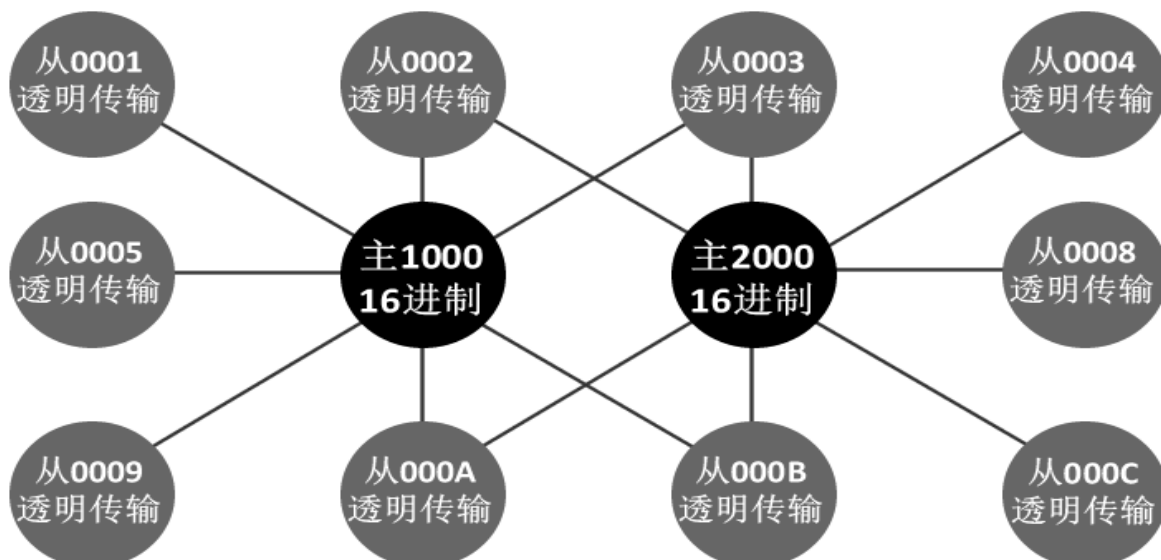 从0001
透明传输
从0002
透明传输
从0003
透明传输
从0004
透明传输
从0005
透明传输
主1000
16进制
主2000
16进制
从0008
透明传输
从0009
透明传输
从000A
透明传输
从000B
透明传输
从000C
透明传输